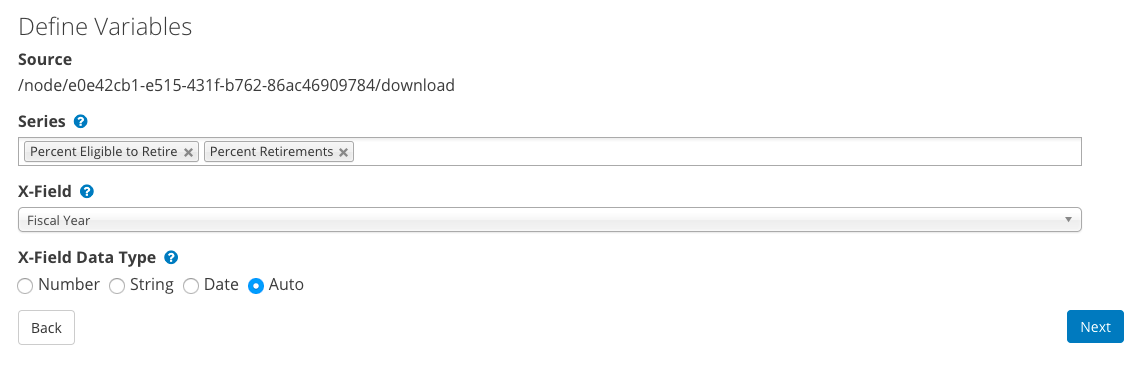 Define Variables
Source
/node/e0e42cb1-e515-431f-b762-86ac46909784/download
Series ?
Percent Eligible to Retire × Percent Retirements ×
X-Field ?
Fiscal Year
X-Field Data Type ?
Number String Date Auto
Back Next